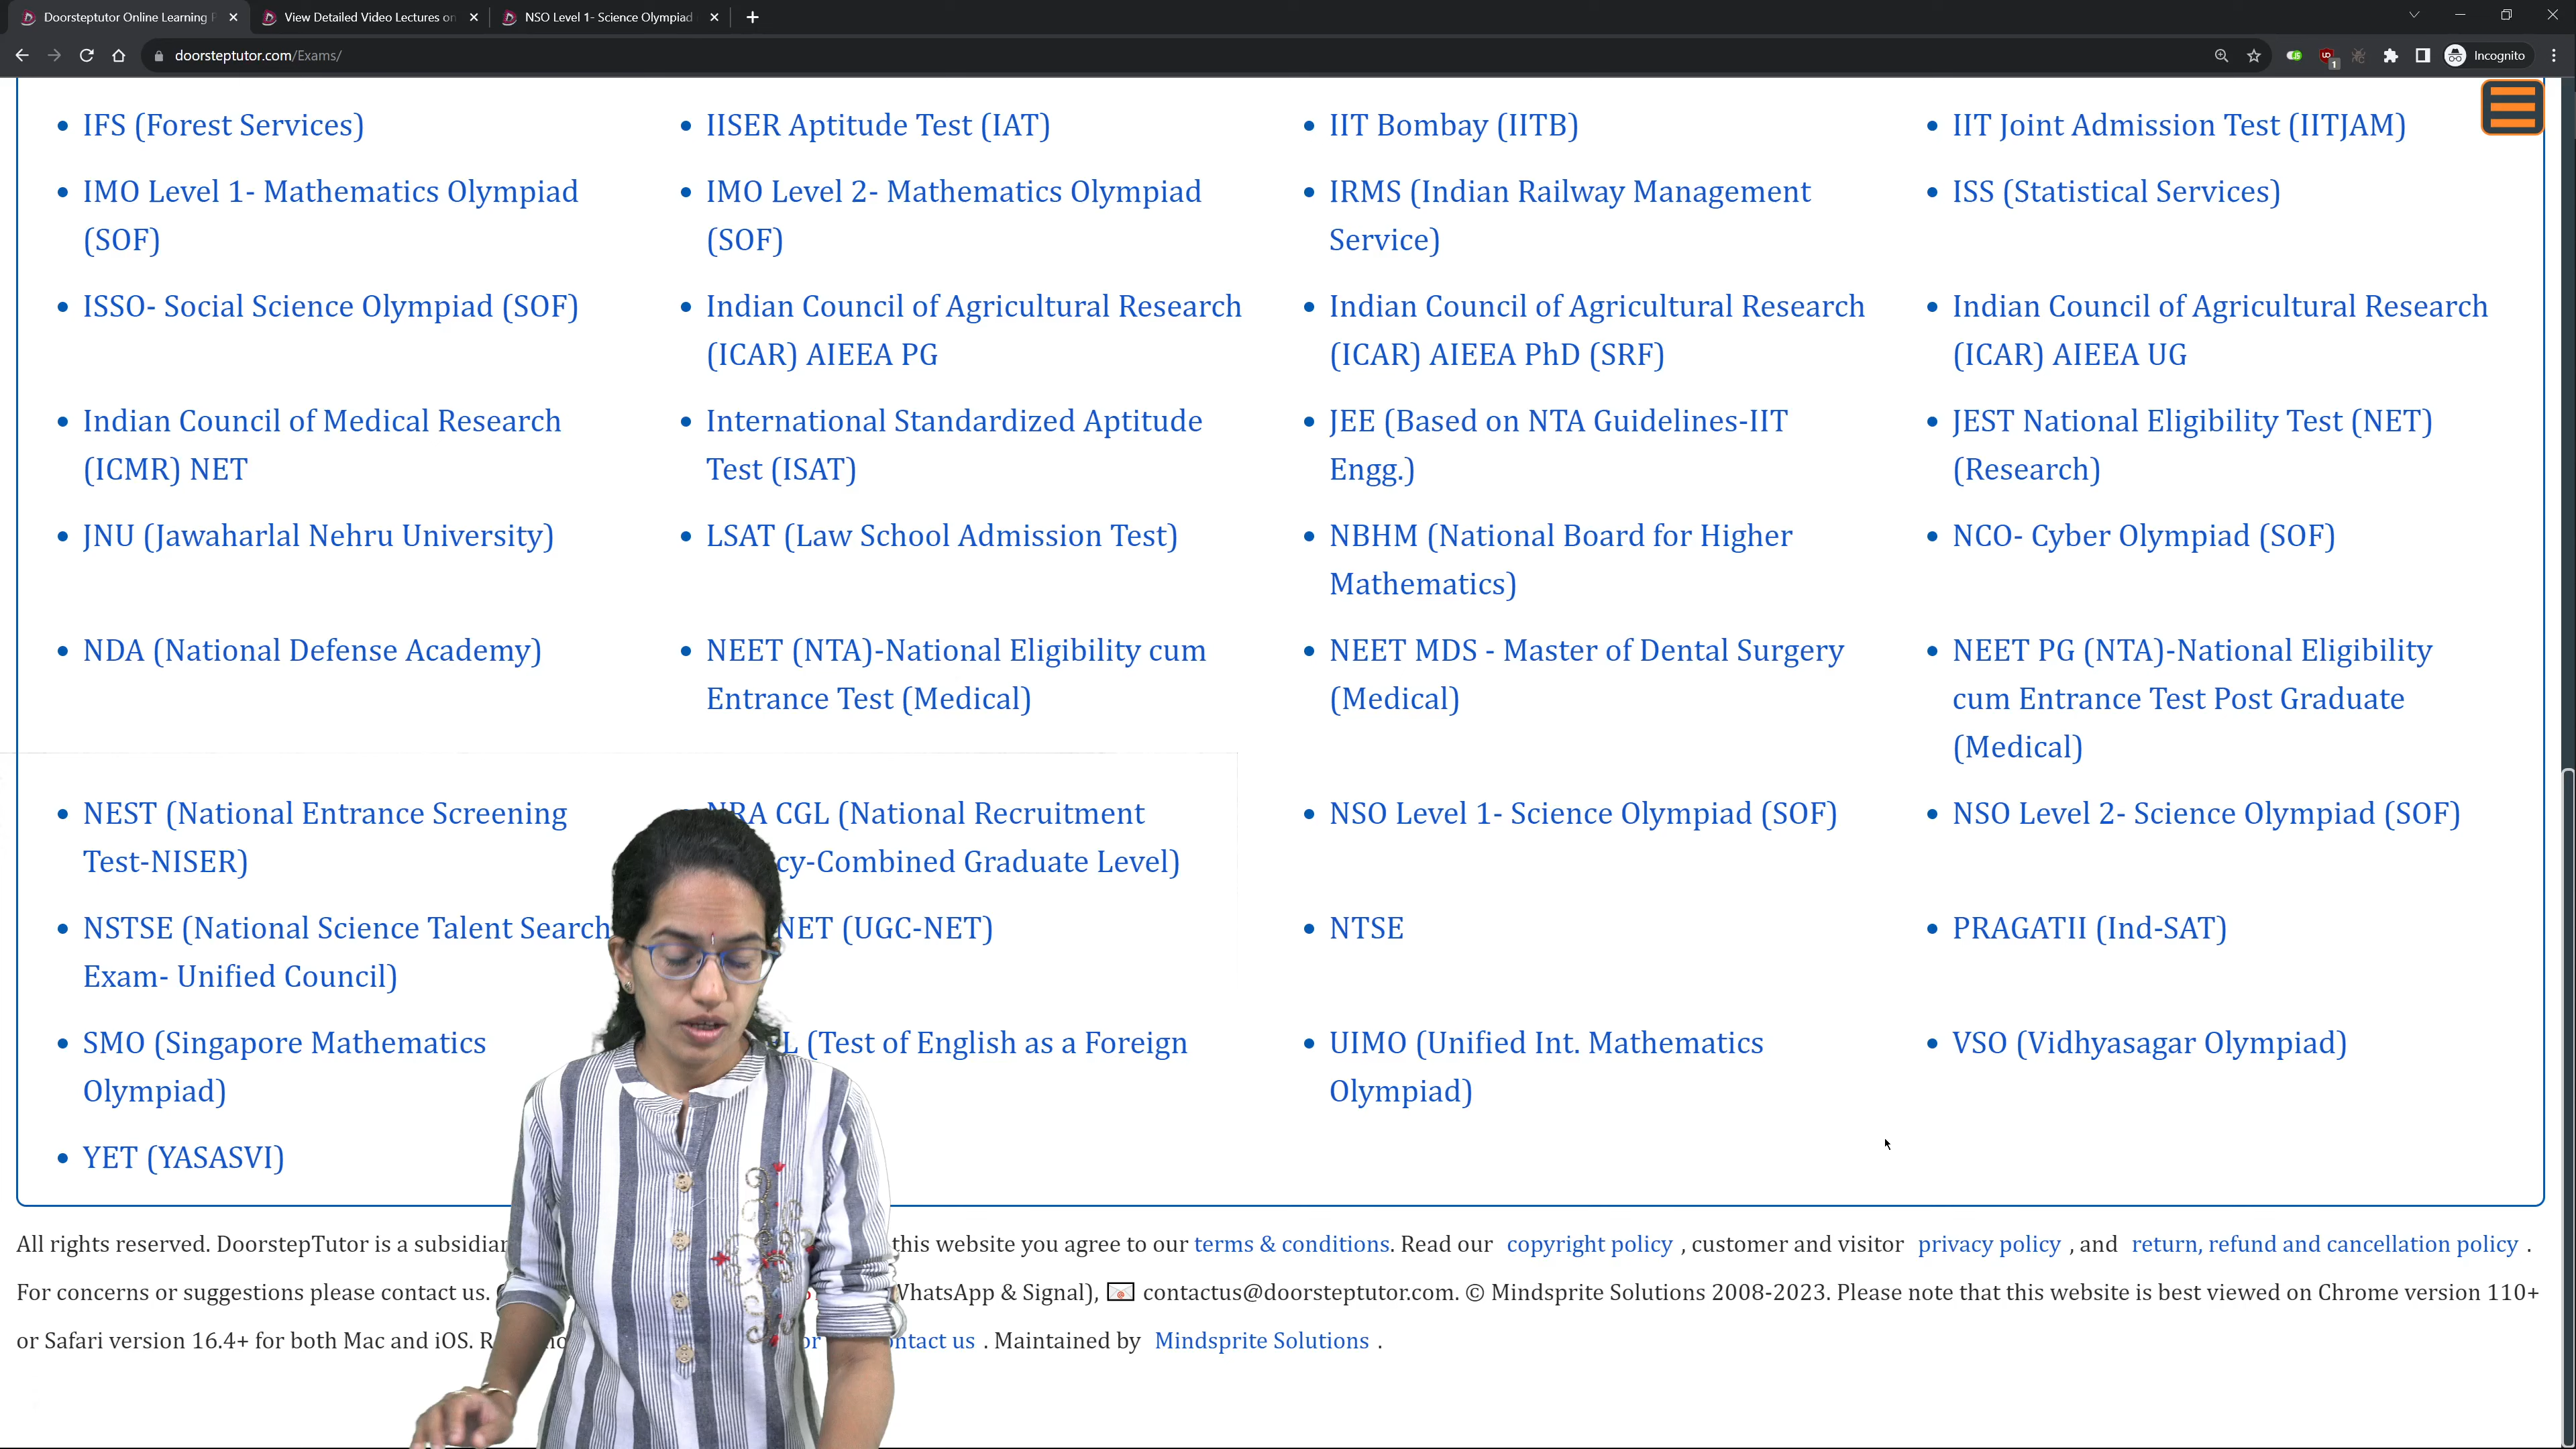 Doorsteptutor Online Learning
View Detailed Video Lectures on
NSO Level 1- Science Olympiad
doorsteptutor.com/Exams/
1
Incognito
IFS (Forest Services)
IISER Aptitude Test (IAT)
IIT Bombay (IITB)
IIT Joint Admission Test (IITJAM)
IMO Level 1- Mathematics Olympiad
(SOF)
IMO Level 2- Mathematics Olympiad
(SOF)
IRMS (Indian Railway Management
Service)
ISS (Statistical Services)
ISSO- Social Science Olympiad (SOF)
Indian Council of Agricultural Research
(ICAR) AIEEA PG
Indian Council of Agricultural Research
(ICAR) AIEEA PhD (SRF)
Indian Council of Agricultural Research
(ICAR) AIEEA UG
Indian Council of Medical Research
(ICMR) NET
International Standardized Aptitude
Test (ISAT)
JEE (Based on NTA Guidelines-IIT
Engg.)
JEST National Eligibility Test (NET)
(Research)
JNU (Jawaharlal Nehru University)
LSAT (Law School Admission Test)
NBHM (National Board for Higher
Mathematics)
NCO- Cyber Olympiad (SOF)
NDA (National Defense Academy)
NEET (NTA)-National Eligibility cum
Entrance Test (Medical)
NEET MDS - Master of Dental Surgery
(Medical)
NEET PG (NTA)-National Eligibility
cum Entrance Test Post Graduate
(Medical)
NEST (National Entrance Screening
Test-NISER)
NRA CGL (National Recruitment
cy-Combined Graduate Level)
NSO Level 1- Science Olympiad (SOF)
NSO Level 2- Science Olympiad (SOF)
NSTSE (National Science Talent Search
Exam- Unified Council)
NET (UGC-NET)
NTSE
PRAGATII (Ind-SAT)
SMO (Singapore Mathematics
Olympiad)
L (Test of English as a Foreign
UIMO (Unified Int. Mathematics
Olympiad)
VSO (Vidhyasagar Olympiad)
YET (YASASVI)
All rights reserved. DoorstepTutor is a this website you agree to our terms & conditions. Read our copyright policy , customer and visitor privacy policy , and return, refund and cancellation policy .
For concerns or suggestions please contact us. WhatsApp & Signal), contactus@doorsteptutor.com. © Mindsprite Solutions 2008-2023. Please note that this website is best viewed on Chrome version 110+
or Safari version 16.4+ for both Mac and iOS. or contact us . Maintained by Mindsprite Solutions .